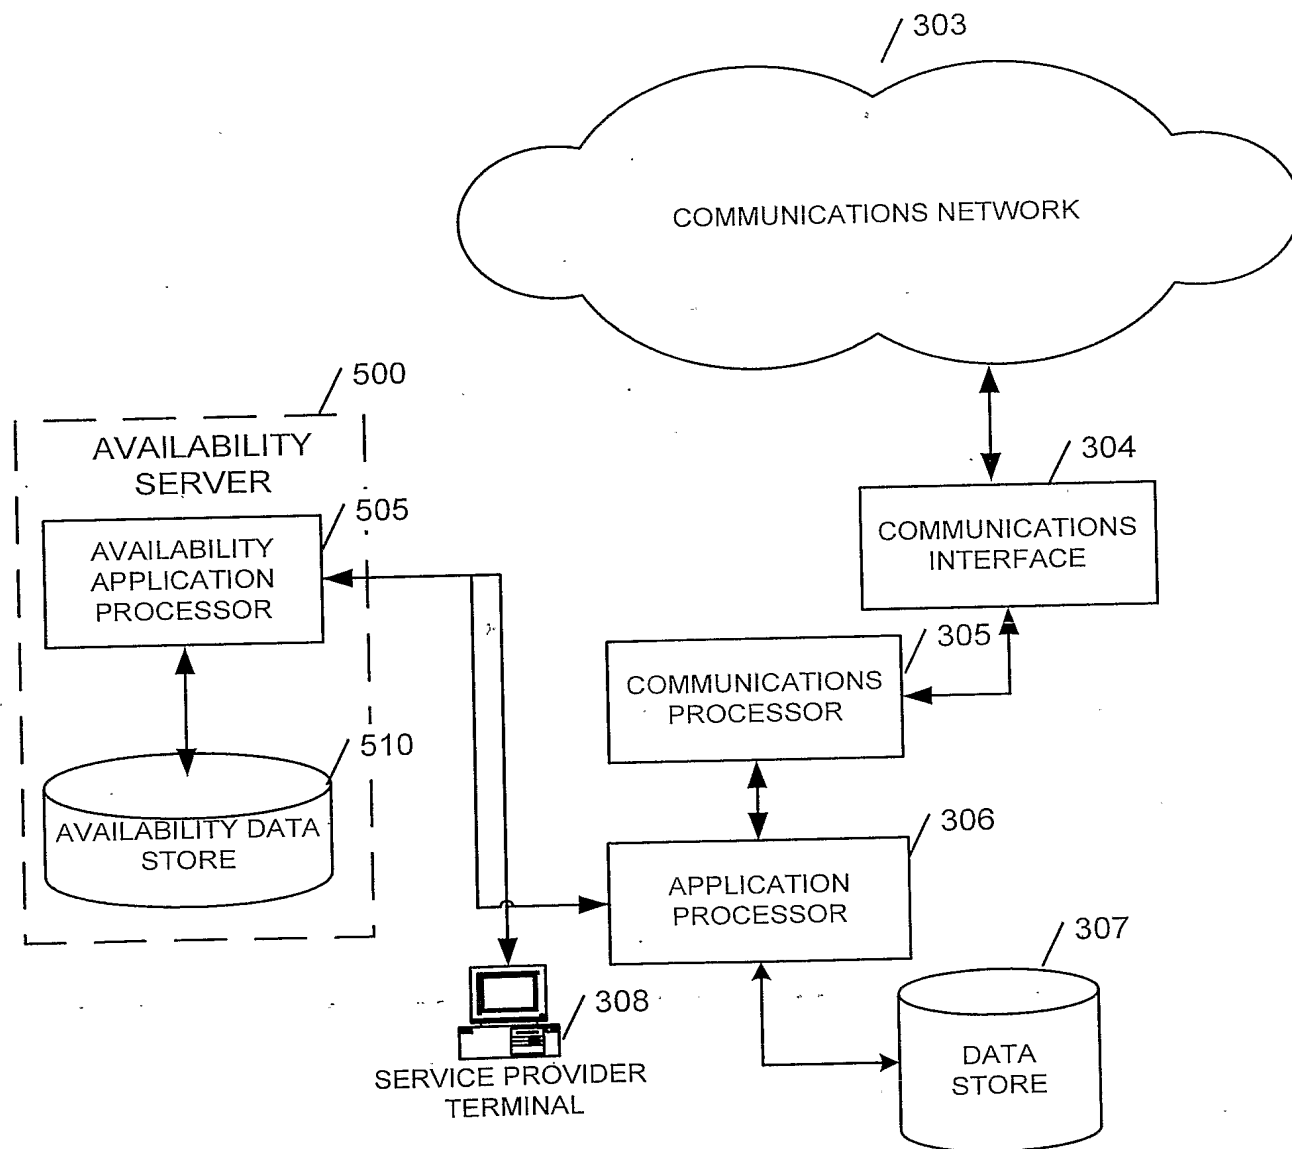 303
COMMUNICATIONS NETWORK
500
AVAILABILITY
SERVER
304
COMMUNICATIONS
INTERFACE
505
AVAILABILITY
APPLICATION
PROCESSOR
305
COMMUNICATIONS
PROCESSOR
510
AVAILABILITY DATA
STORE
306
APPLICATION
PROCESSOR
307
DATA
STORE
308
SERVICE PROVIDER
TERMINAL